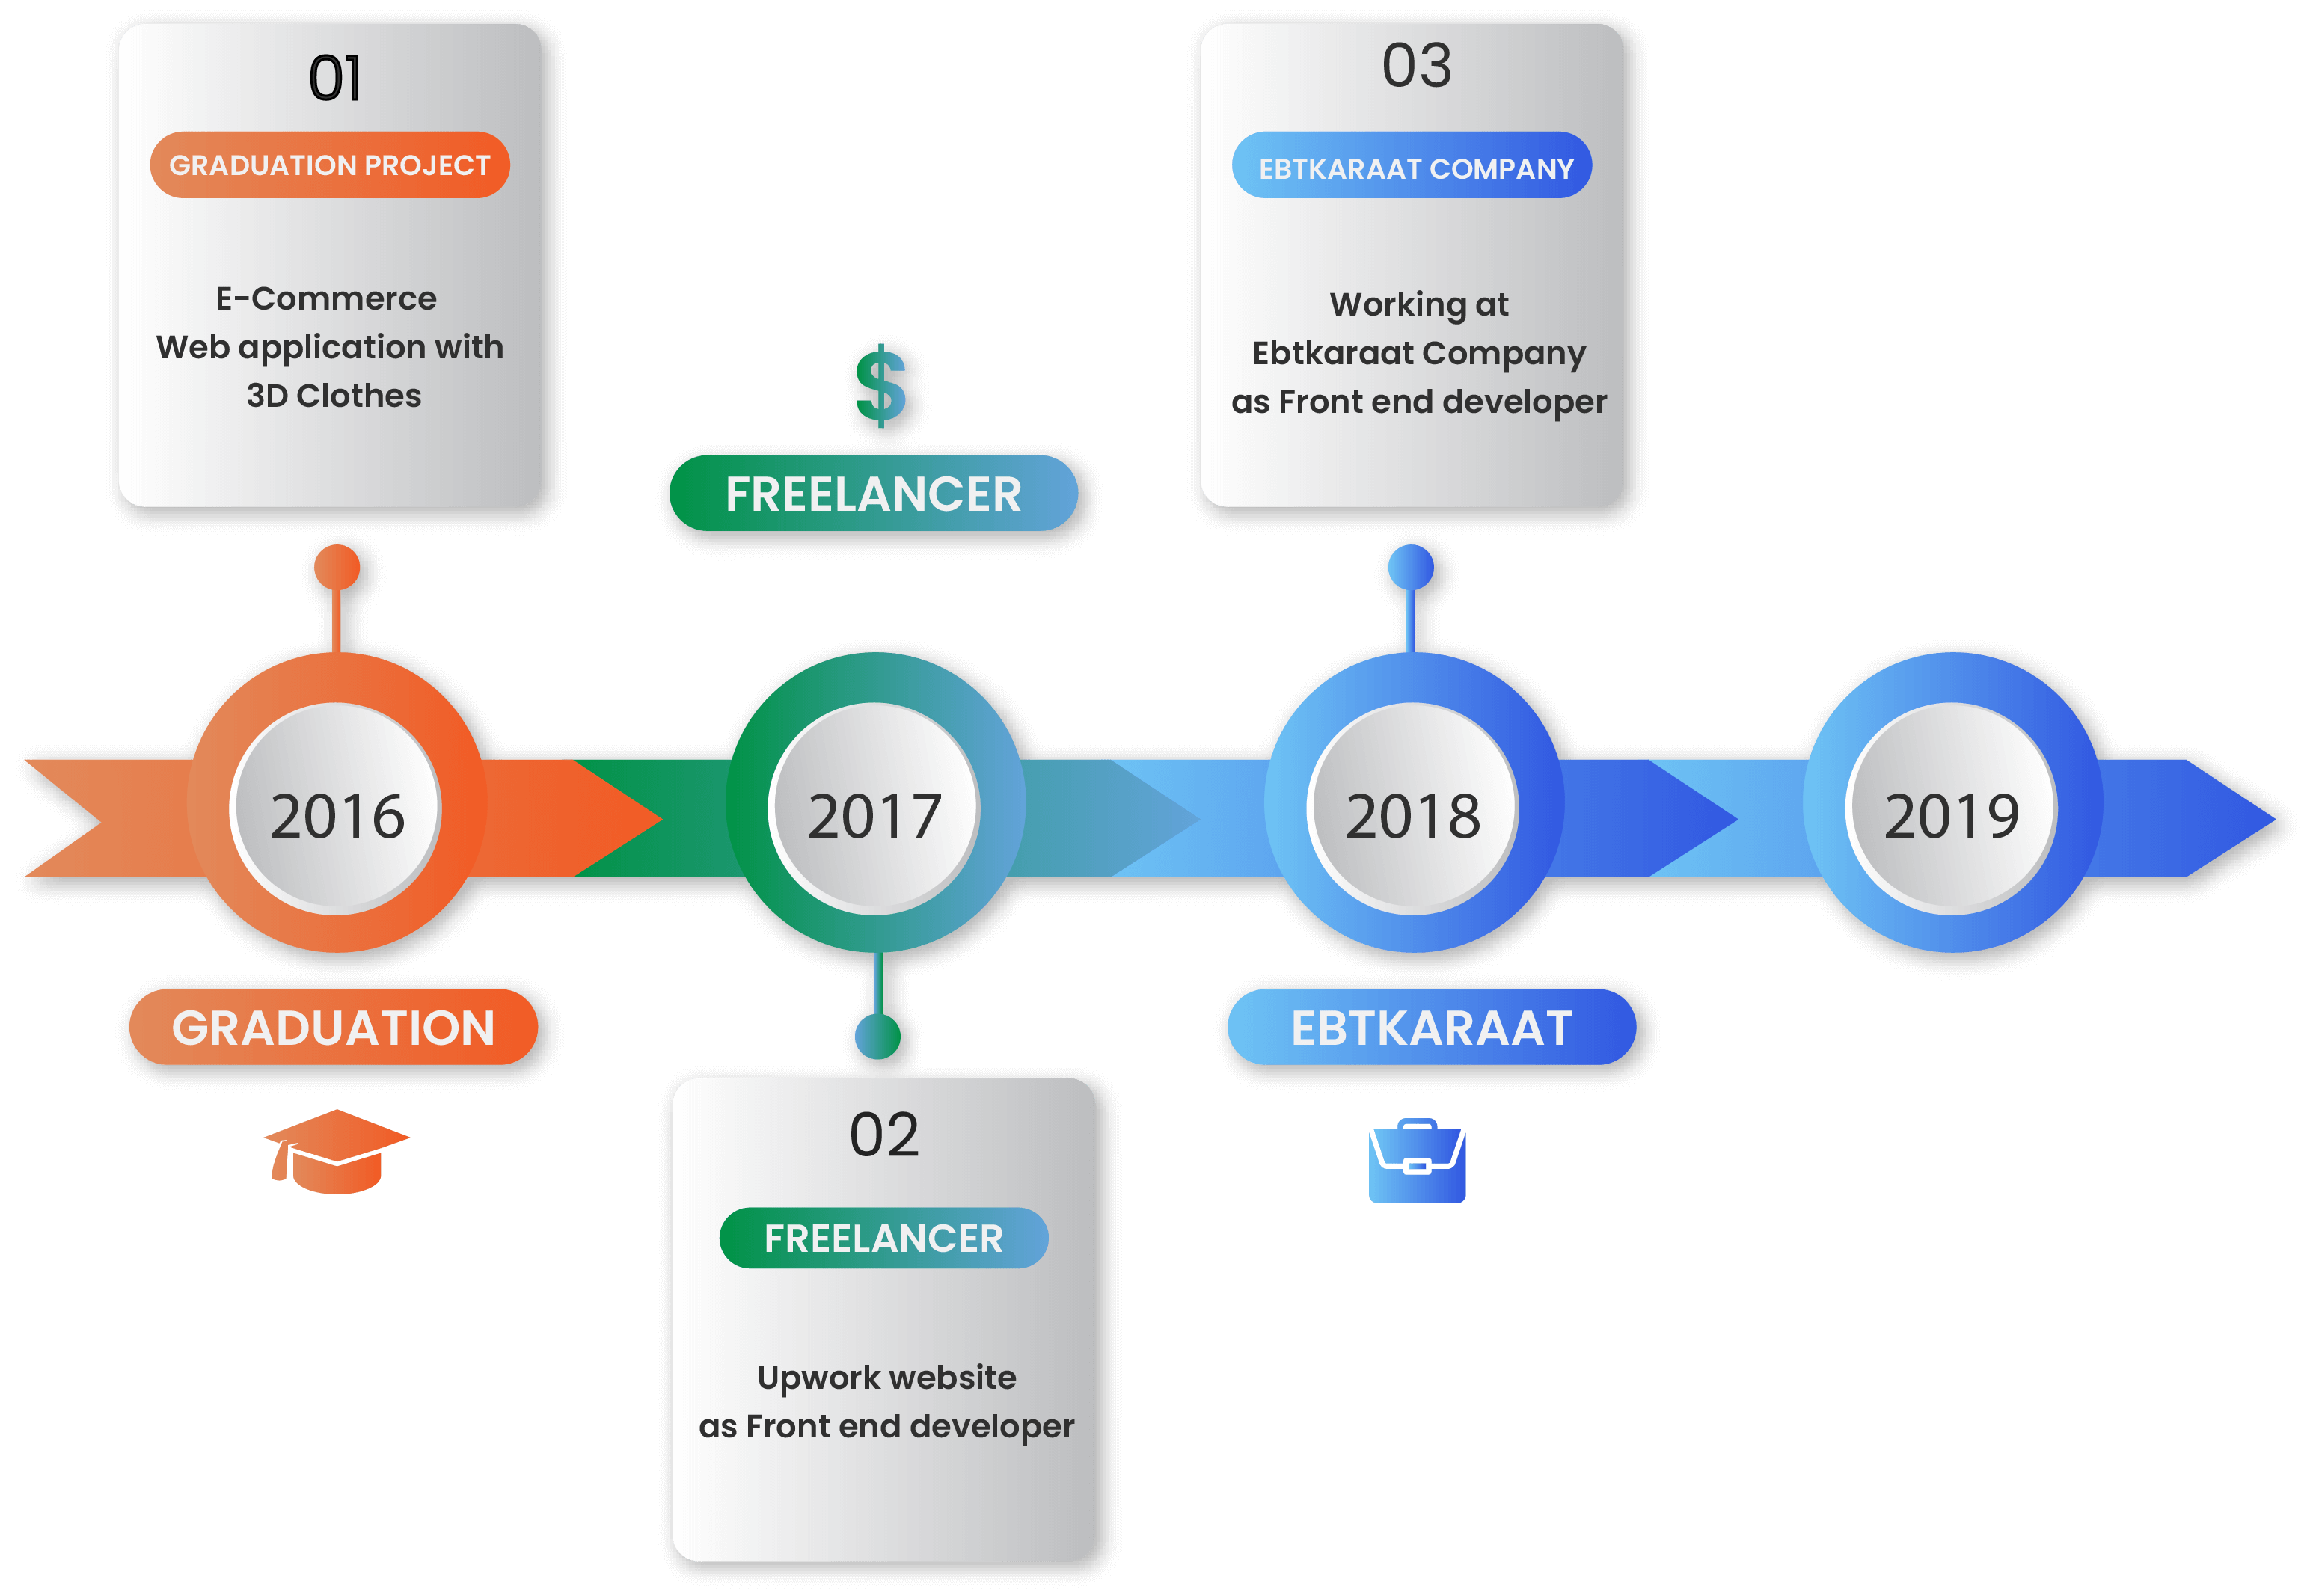 01
GRADUATION PROJECT
E-Commerce
Web application with
3D Clothes
$
FREELANCER
03
EBTKARAAT COMPANY
Working at
Ebtkaraat Company
as Front end developer
2016
2017
2018
2019
GRADUATION
EBTKARAAT
02
FREELANCER
Upwork website
as Front end developer